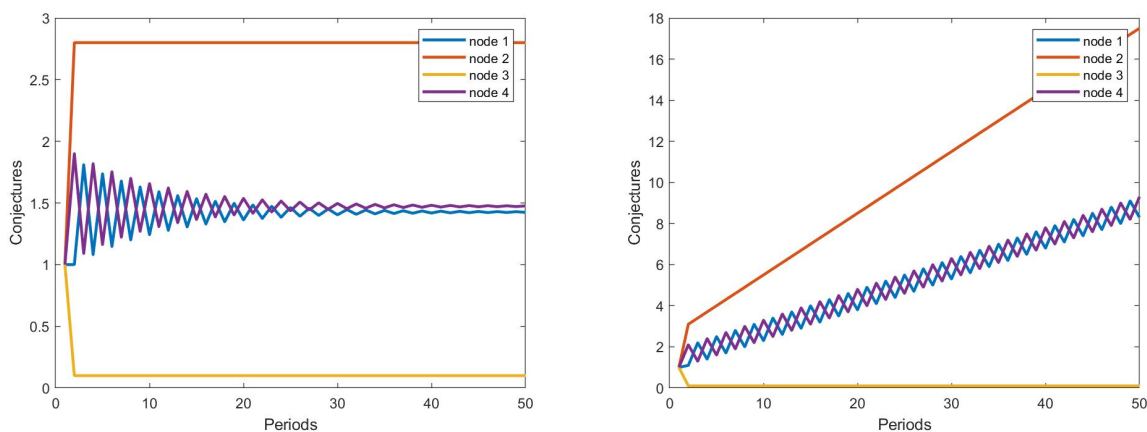 3
2.5
2
1.5
1
0.5
0
Conjectures
0 10 20 30 40 50
Periods
node 1
node 2
node 3
node 4
18
16
14
12
10
8
6
4
2
0
Conjectures
0 10 20 30 40 50
Periods
node 1
node 2
node 3
node 4